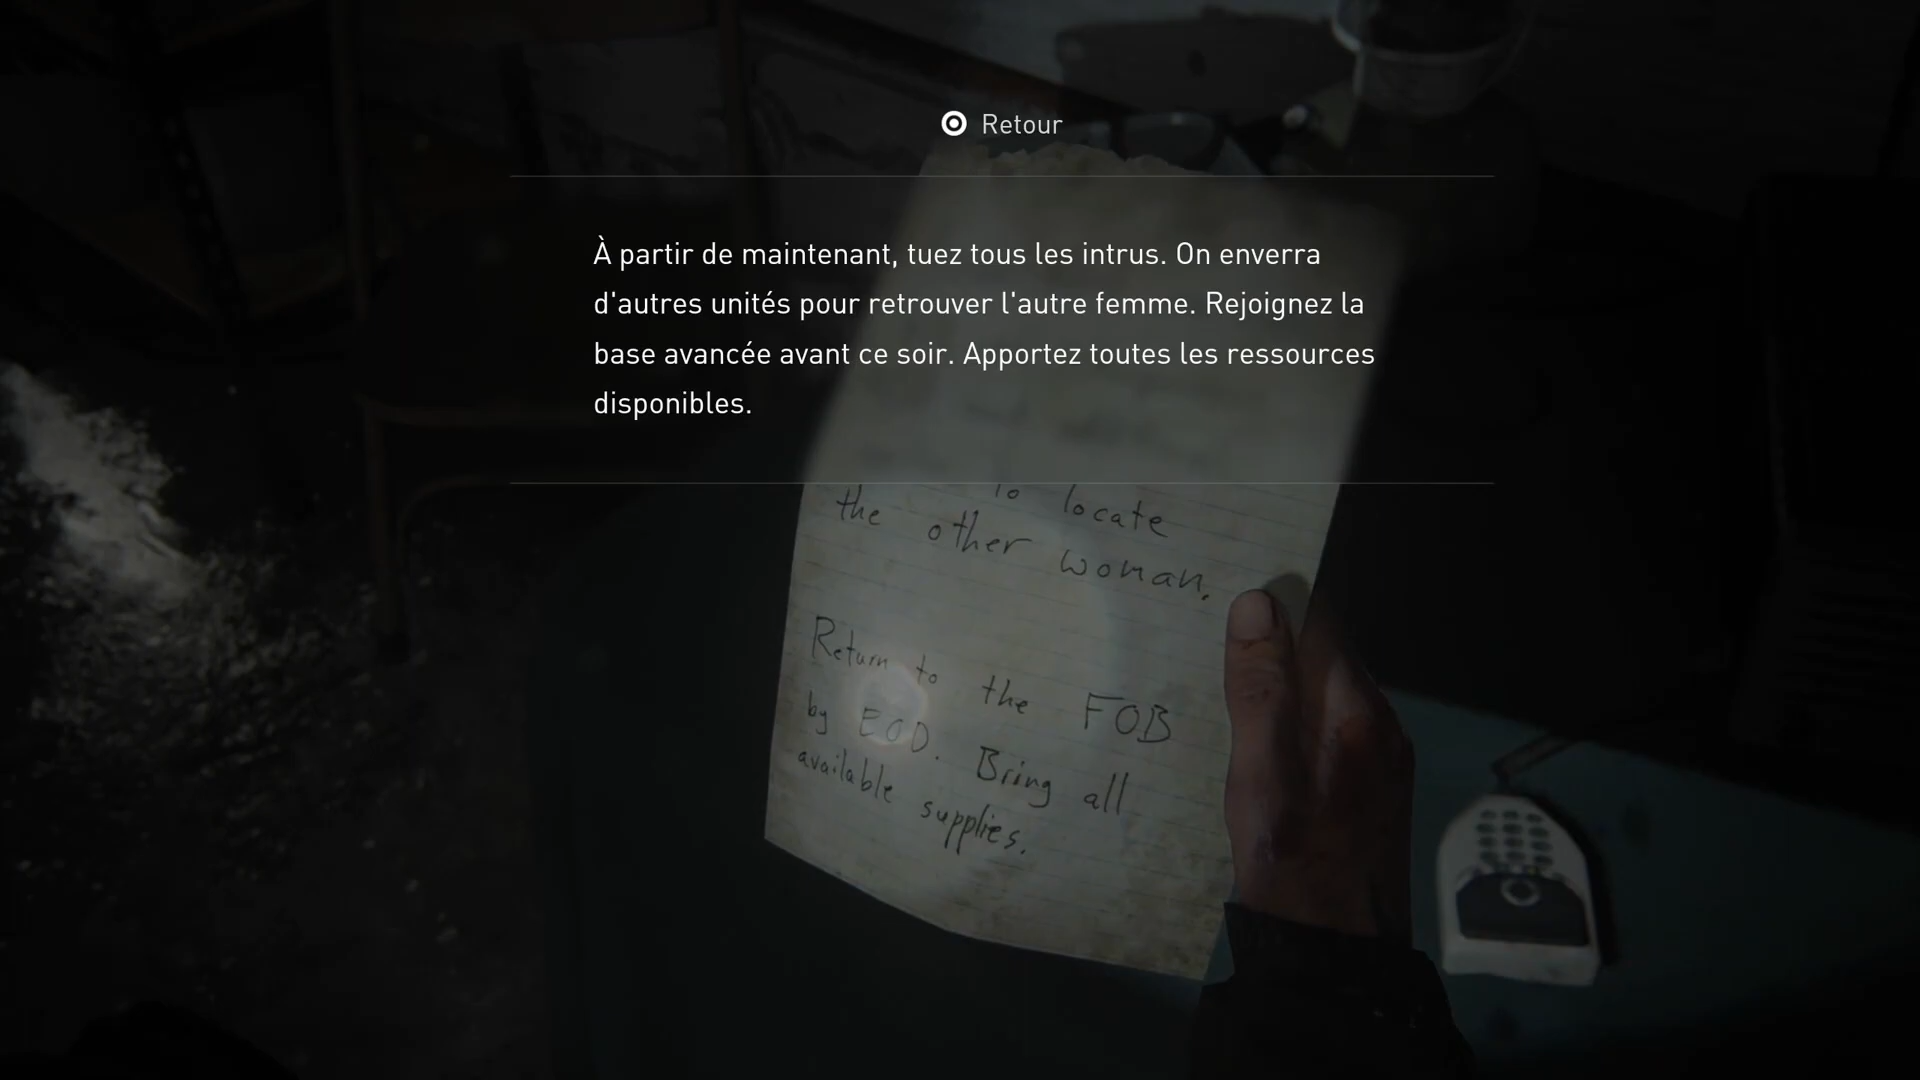 Retour
À partir de maintenant, tuez tous les intrus. On enverra
d'autres unités pour retrouver l'autre femme. Rejoignez la
base avancée avant ce soir. Apportez toutes les ressources
disponibles.
to locate
the other woman.
Return to the FOB
by EOD. Bring all
available supplies.